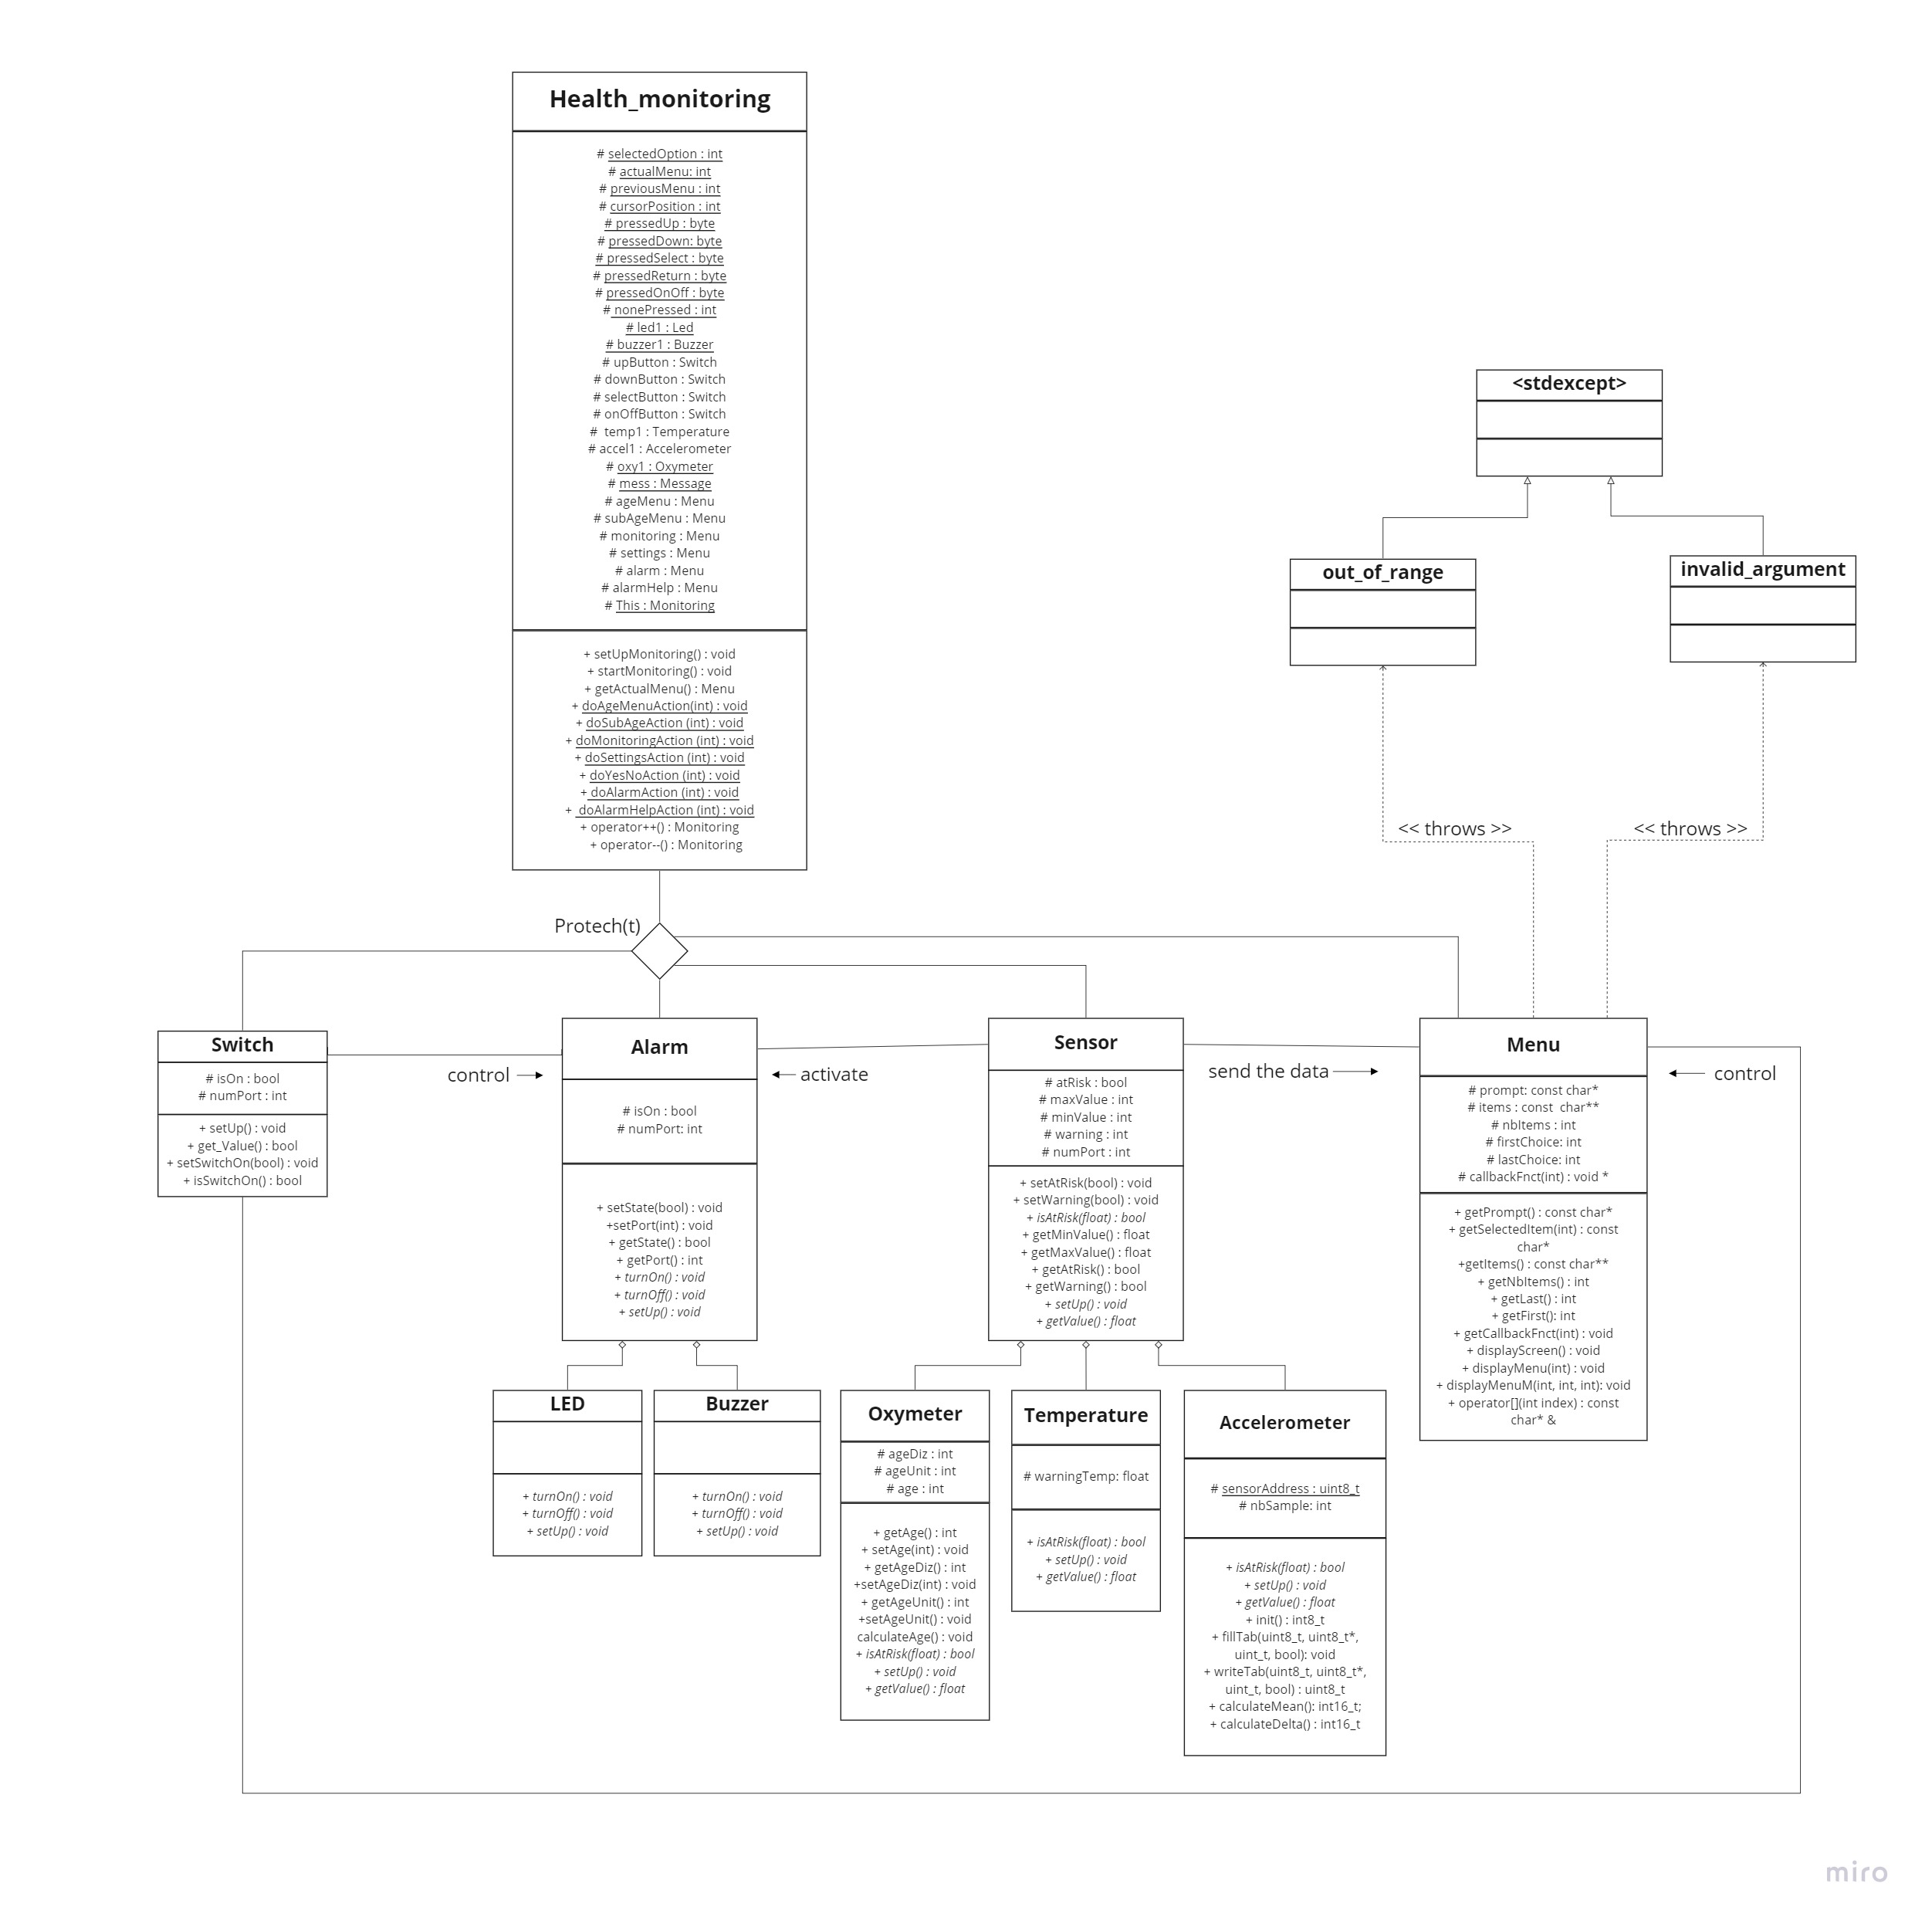 Health_monitoring
# selectedOption : int
# actualMenu: int
# previousMenu : int
# cursorPosition : int
# pressedUp : byte
# pressedDown: byte
# pressedSelect : byte
# pressedReturn : byte
# pressedOnOff : byte
# nonePressed : int
# led1 : Led
# buzzer1 : Buzzer
# upButton : Switch
# downButton : Switch
# selectButton : Switch
# onOffButton : Switch
# temp1 : Temperature
# accel1 : Accelerometer
# oxy1 : Oxymeter
# mess : Message
# ageMenu : Menu
# subAgeMenu : Menu
# monitoring : Menu
# settings : Menu
# alarm : Menu
# alarmHelp : Menu
# This : Monitoring
+ setUpMonitoring() : void
+ startMonitoring() : void
+ getActualMenu() : Menu
+ doAgeMenuAction(int) : void
+ doSubAgeAction (int) : void
+ doMonitoringAction (int) : void
+ doSettingsAction (int) : void
+ doYesNoAction (int) : void
+ doAlarmAction (int) : void
+ doAlarmHelpAction (int) : void
+ operator++() : Monitoring
+ operator--() : Monitoring
<stdexcept>
out_of_range
invalid_argument
<< throws >>
<< throws >>
Protech(t)
Switch
# isOn : bool
# numPort : int
+ setUp() : void
+ get_Value() : bool
+ setSwitchOn(bool) : void
+ isSwitchOn() : bool
control
Alarm
# isOn : bool
# numPort: int
+ setState(bool) : void
+setPort(int) : void
+ getState() : bool
+ getPort() : int
+ turnOn() : void
+ turnOff() : void
+ setUp() : void
activate
Sensor
# atRisk : bool
# maxValue : int
# minValue : int
# warning : int
# numPort : int
+ setAtRisk(bool) : void
+ setWarning(bool) : void
+ isAtRisk(float) : bool
+ getMinValue() : float
+ getMaxValue() : float
+ getAtRisk() : bool
+ getWarning() : bool
+ setUp() : void
+ getValue() : float
send the data
Menu
# prompt: const char*
# items : const char**
# nbItems : int
# firstChoice: int
# lastChoice: int
# callbackFnct(int) : void *
+ getPrompt() : const char*
+ getSelectedItem(int) : const
char*
+getItems() : const char**
+ getNbItems() : int
+ getLast() : int
+ getFirst(): int
+ getCallbackFnct(int) : void
+ displayScreen() : void
+ displayMenu(int) : void
+ displayMenuM(int, int, int): void
+ operator[](int index) : const
char* &
control
LED
+ turnOn() : void
+ turnOff() : void
+ setUp() : void
Buzzer
+ turnOn() : void
+ turnOff() : void
+ setUp() : void
Oxymeter
# ageDiz : int
# ageUnit : int
# age : int
+ getAge() : int
+ setAge(int) : void
+ getAgeDiz() : int
+setAgeDiz(int) : void
+ getAgeUnit() : int
+setAgeUnit() : void
calculateAge() : void
+ isAtRisk(float) : bool
+ setUp() : void
+ getValue() : float
Temperature
# warningTemp: float
+ isAtRisk(float) : bool
+ setUp() : void
+ getValue() : float
Accelerometer
# sensorAddress : uint8_t
# nbSample: int
+ isAtRisk(float) : bool
+ setUp() : void
+ getValue() : float
+ init() : int8_t
+ fillTab(uint8_t, uint8_t*,
uint_t, bool): void
+ writeTab(uint8_t, uint8_t*,
uint_t, bool) : uint8_t
+ calculateMean(): int16_t;
+ calculateDelta() : int16_t
miro